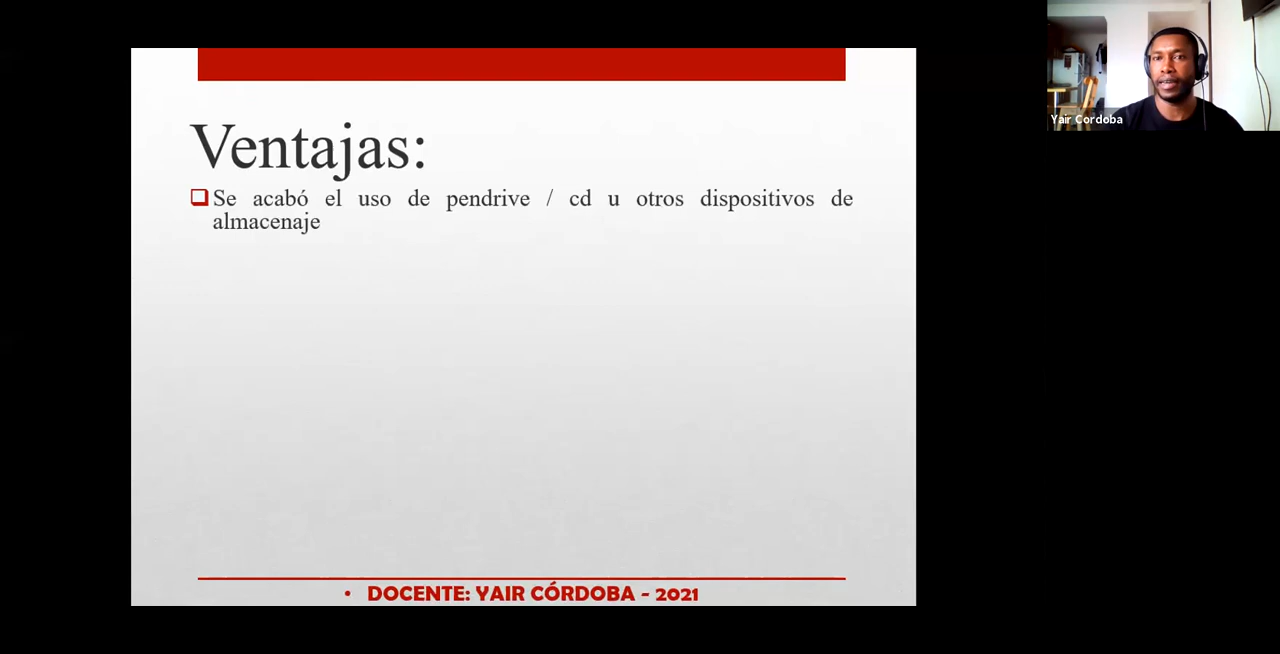 Yair Cordoba
Ventajas:
Se acabó el uso de pendrive / cd u otros dispositivos de
almacenaje
• DOCENTE: YAIR CÓRDOBA - 2021